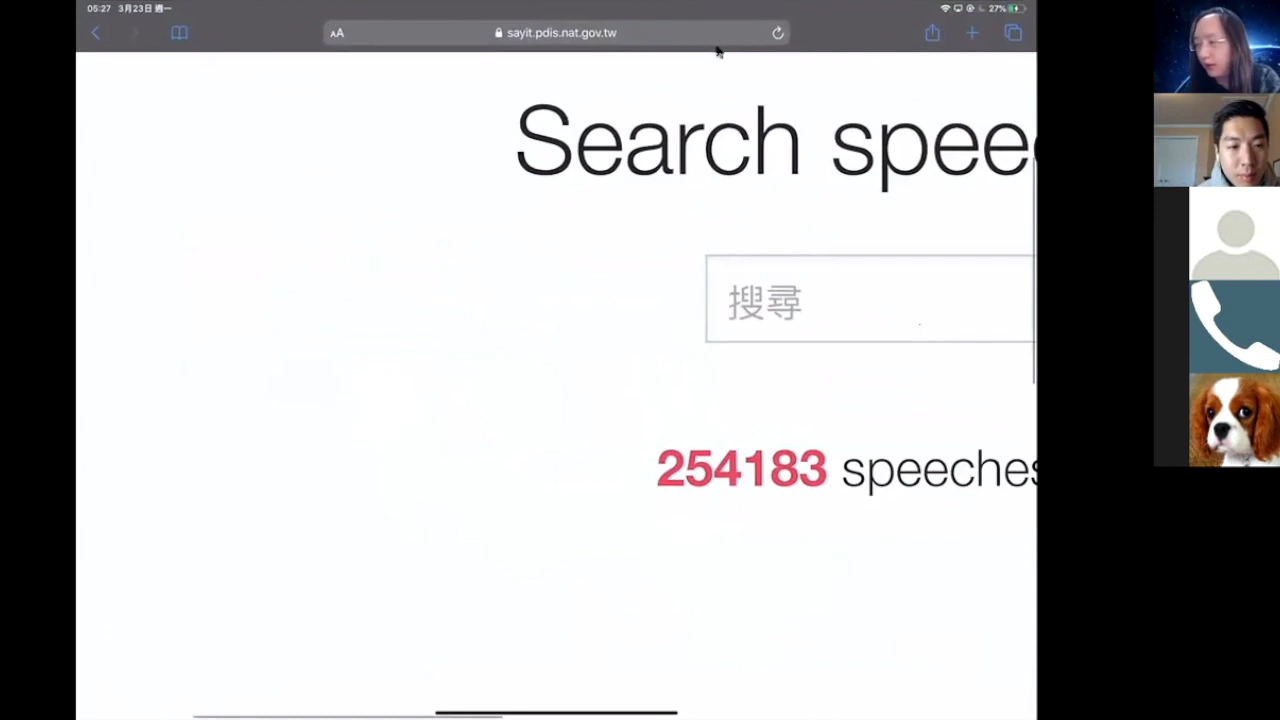 05:27 3月23日 週一
27%
AA
sayit.pdis.nat.gov.tw
Search spee
搜尋
254183 speeches